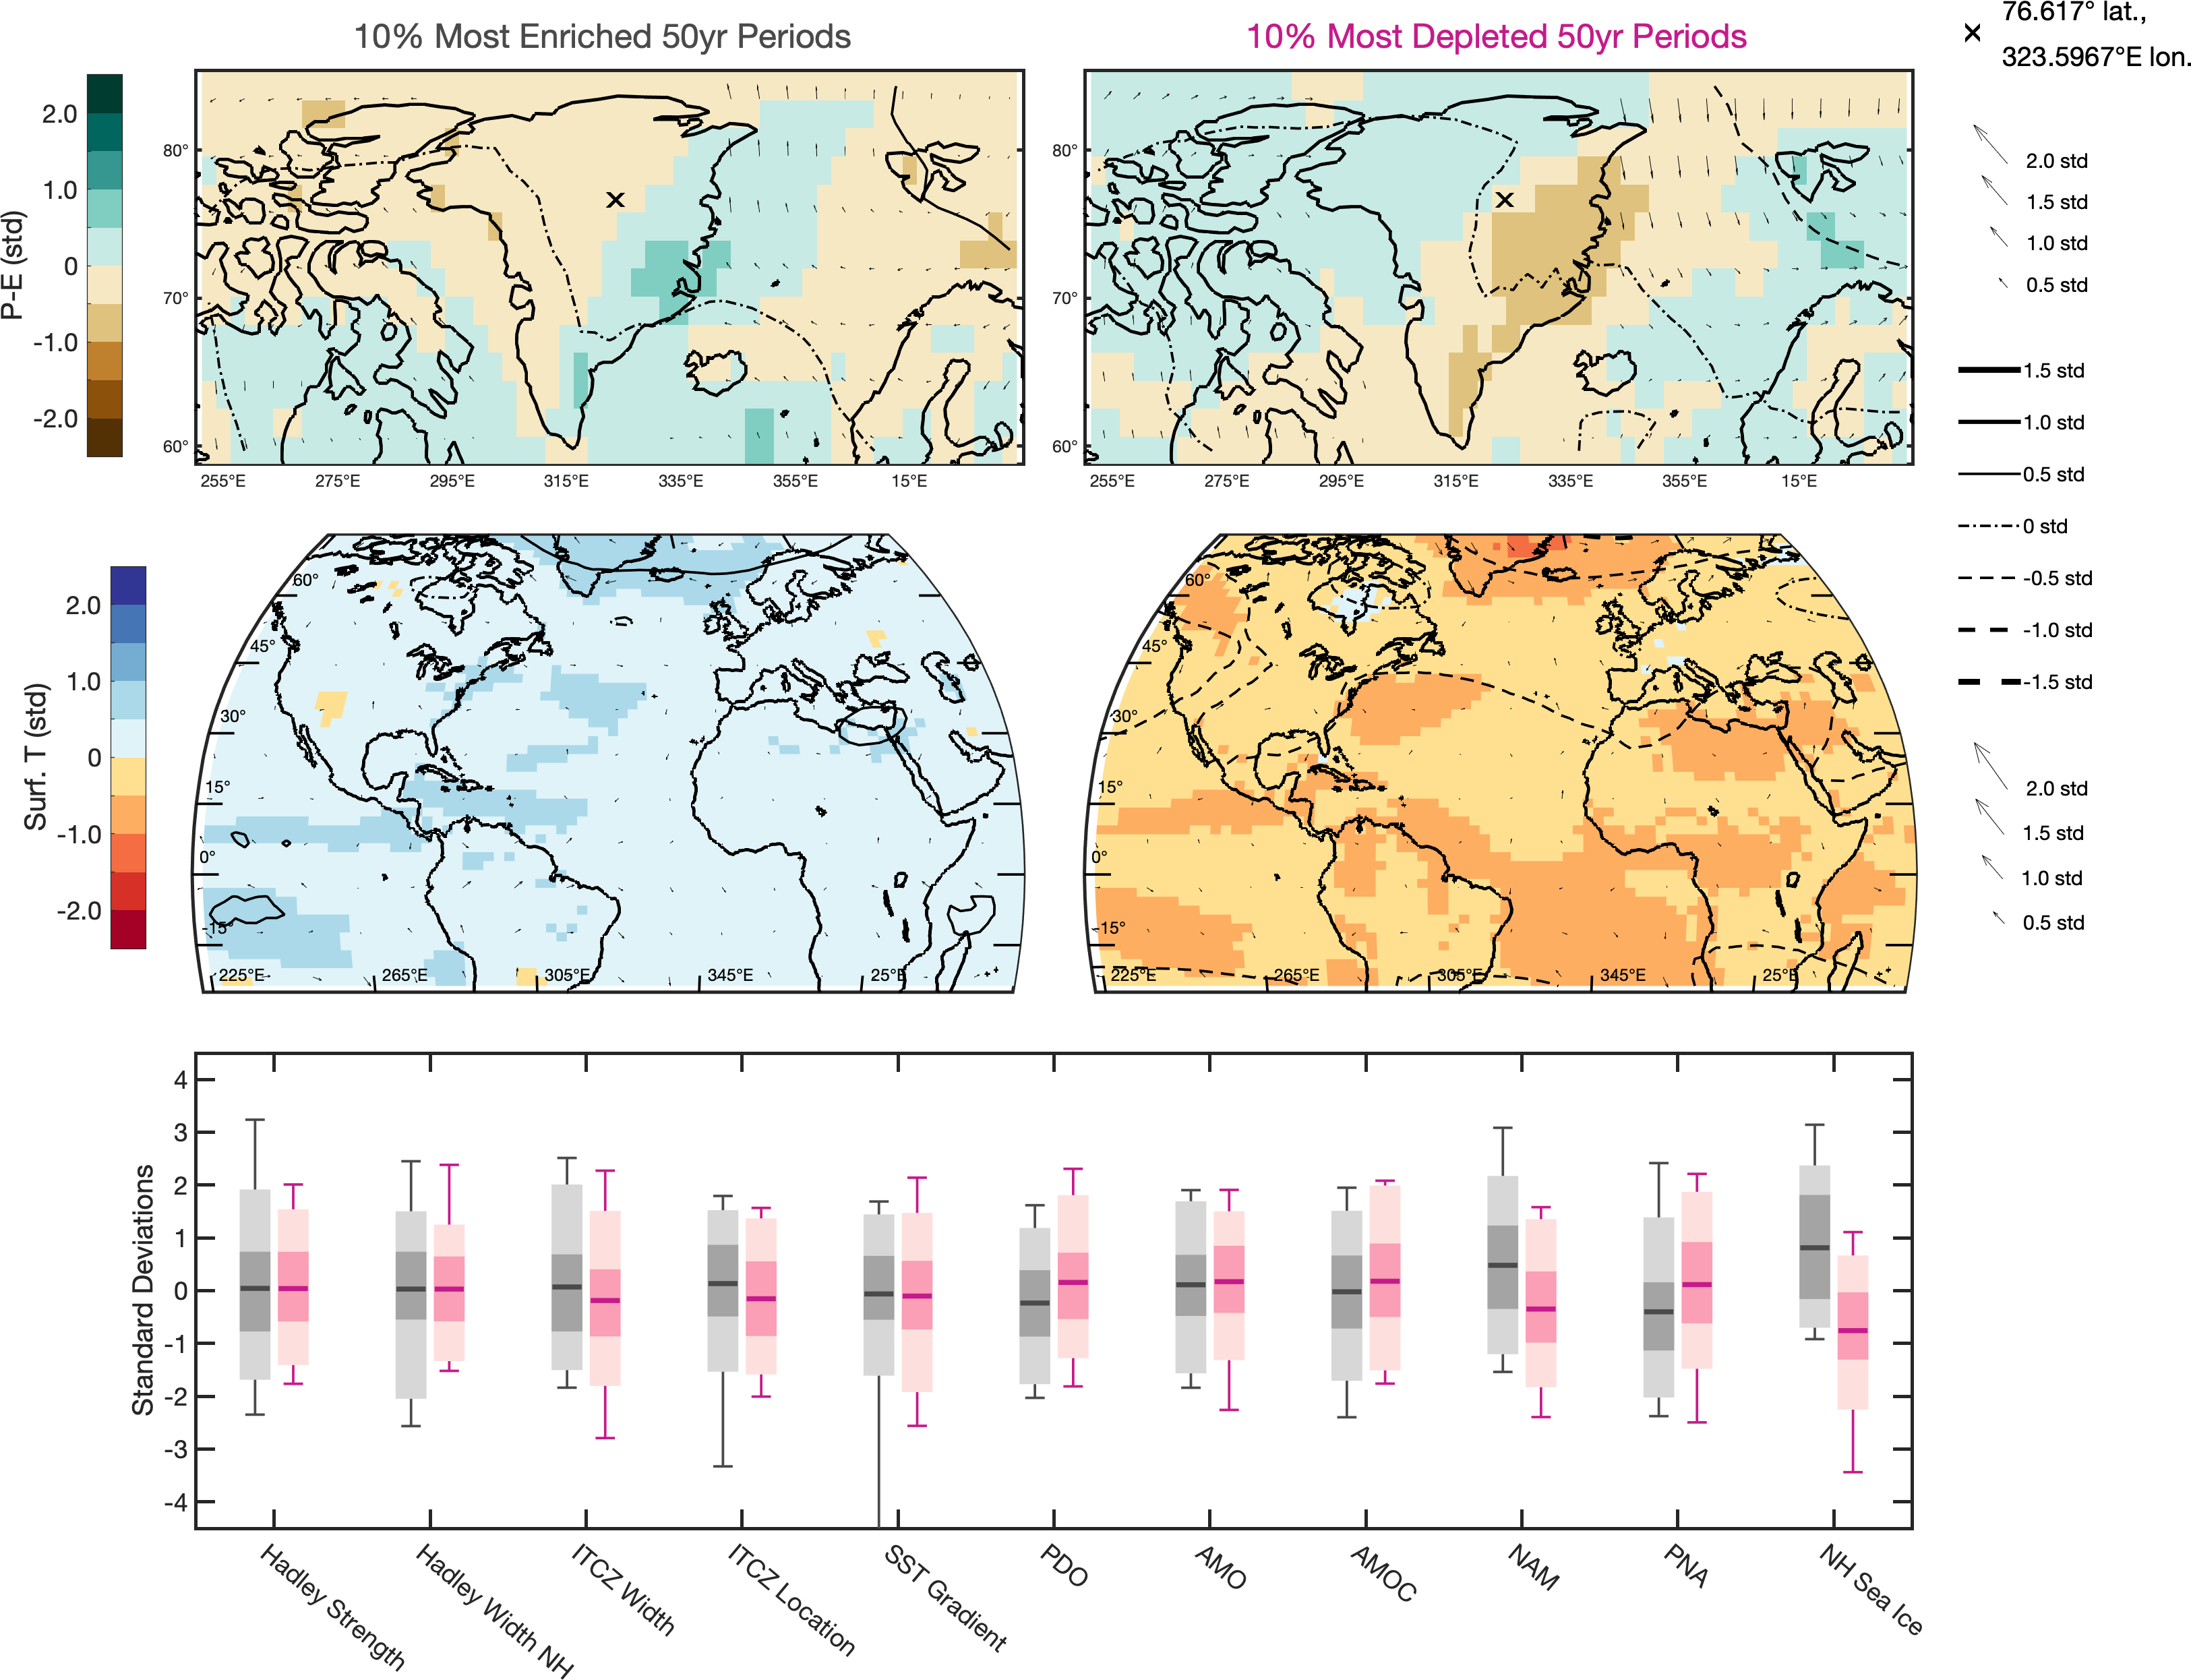 10% Most Enriched 50yr Periods
10% Most Depleted 50yr Periods
76.617° lat.,
323.5967°E lon.
P-E (std)
2.0
1.0
0
-1.0
-2.0
80°
70°
60°
255°E 275°E 295°E 315°E 335°E 355°E 15°E
80°
70°
60°
255°E 275°E 295°E 315°E 335°E 355°E 15°E
2.0 std
1.5 std
1.0 std
0.5 std
1.5 std
1.0 std
0.5 std
0 std
-0.5 std
-1.0 std
-1.5 std
Surf. T (std)
2.0
1.0
0
-1.0
-2.0
60°
45°
30°
15°
0°
-15°
225°E 265°E 305°E 345°E 25°E
60°
45°
30°
15°
0°
-15°
225°E 265°E 305°E 345°E 25°E
2.0 std
1.5 std
1.0 std
0.5 std
Standard Deviations
4
3
2
1
0
-1
-2
-3
-4
Hadley Strength
Hadley Width NH
ITCZ Width
ITCZ Location
SST Gradient
PDO
AMO
AMOC
NAM
PNA
NH Sea Ice